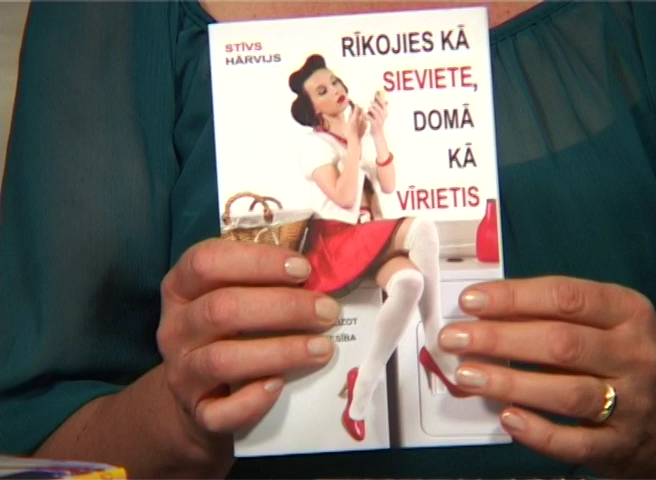 STĪVS
HĀRVIJS
RĪKOJIES KĀ
SIEVIETE,
DOMĀ
KĀ
VĪRIETIS